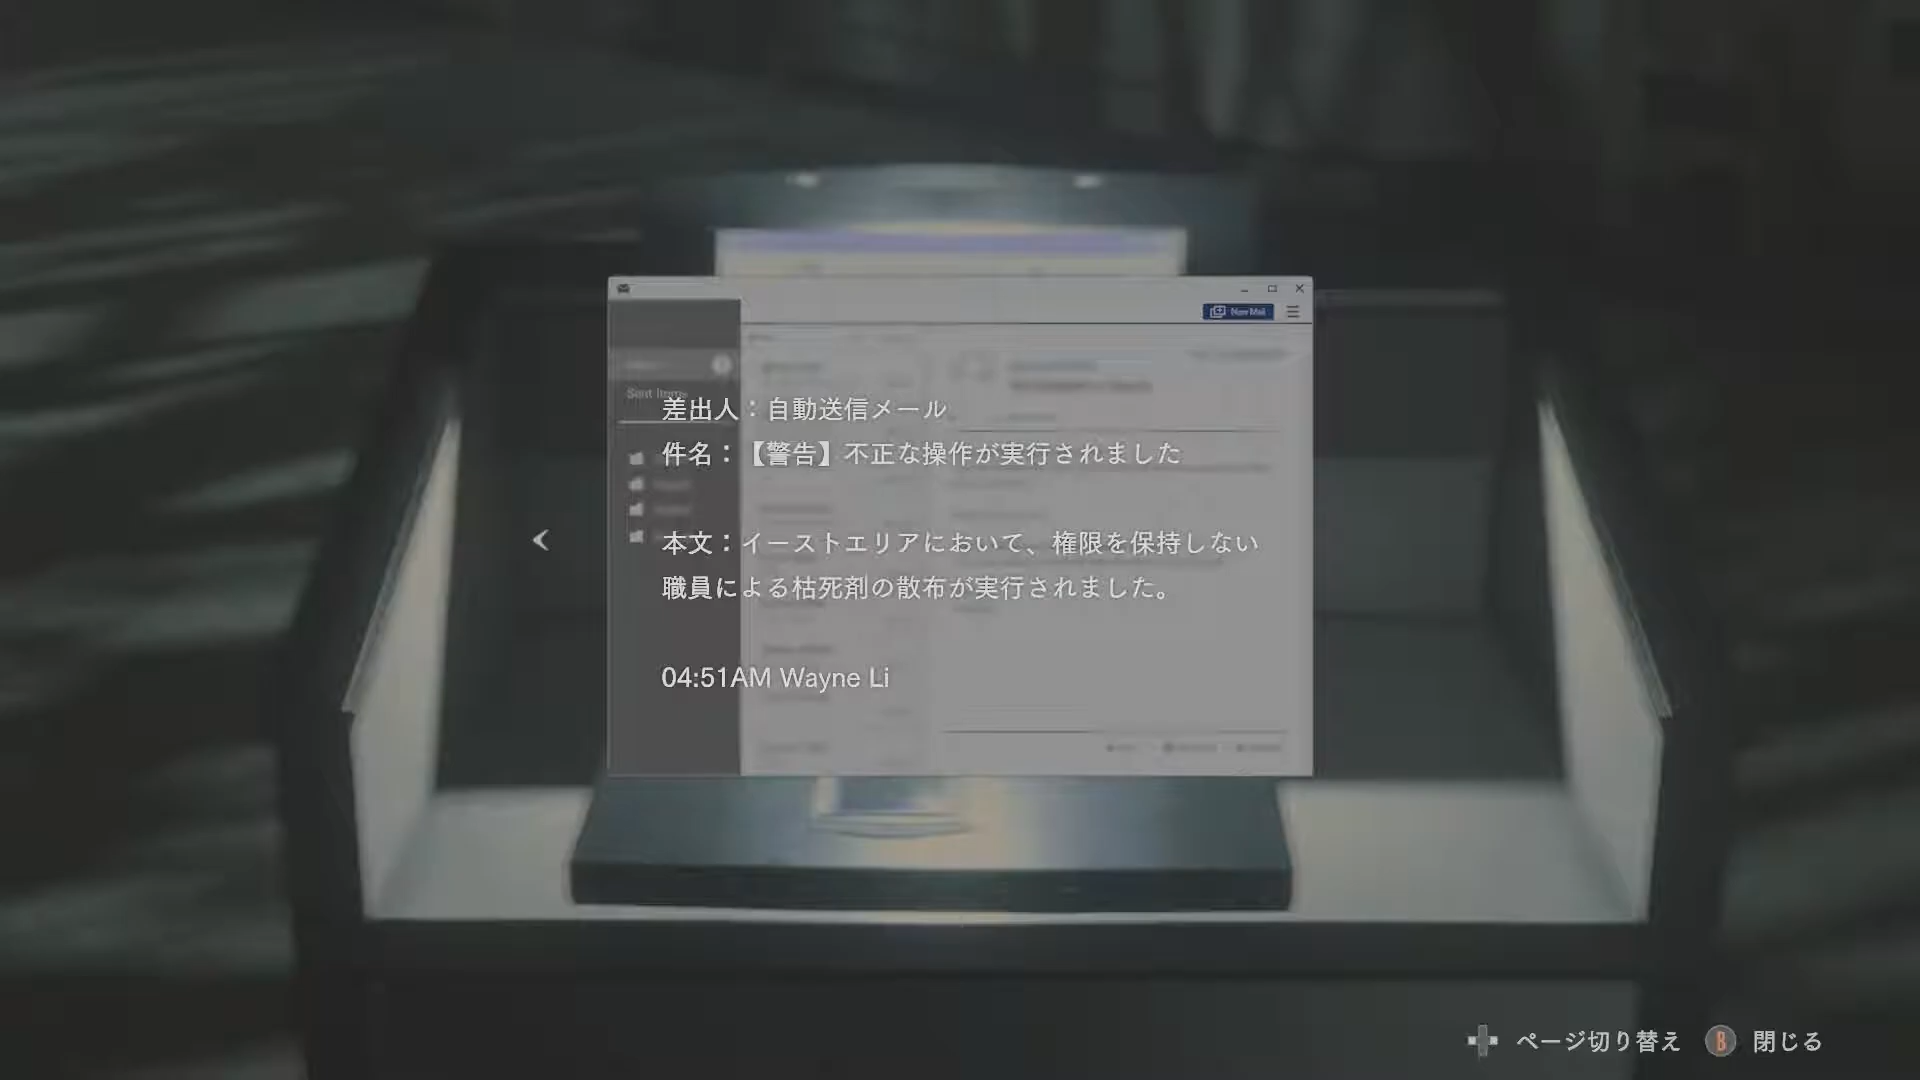 New Mail
Sent Items
差出人：自動送信メール
件名：【警告】不正な操作が実行されました
本文：イーストエリアにおいて、権限を保持しない
職員による枯死剤の散布が実行されました。
04:51AM Wayne Li
ページ切り替え B 閉じる